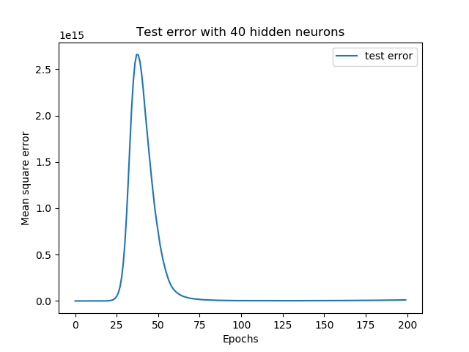 Test error with 40 hidden neurons
1e15
test error
2.5
2.0
1.5
1.0
0.5
0.0
Mean square error
0 25 50 75 100 125 150 175 200
Epochs